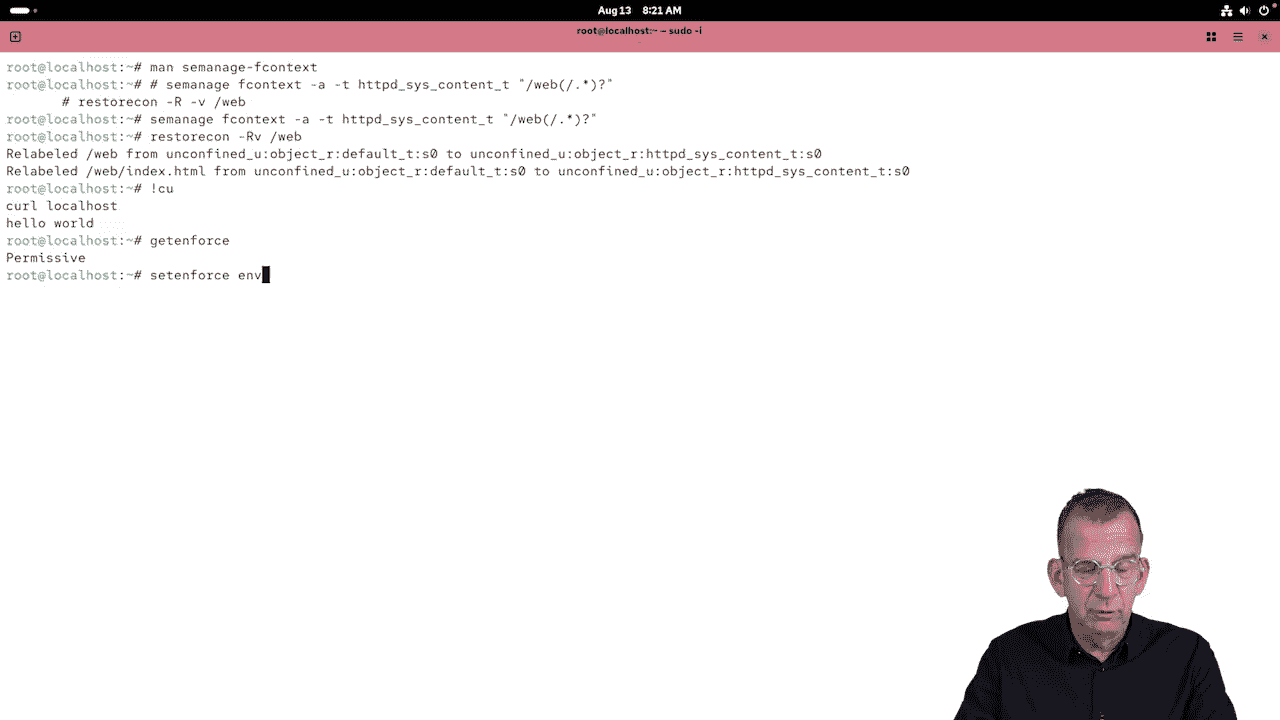 Aug 13 8:21 AM
root@localhost:~ – sudo -i
root@localhost:~# man semanage-fcontext
root@localhost:~# # semanage fcontext -a -t httpd_sys_content_t "/web(/.*)?"
# restorecon -R -v /web
root@localhost:~# semanage fcontext -a -t httpd_sys_content_t "/web(/.*)?"
root@localhost:~# restorecon -Rv /web
Relabeled /web from unconfined_u:object_r:default_t:s0 to unconfined_u:object_r:httpd_sys_content_t:s0
Relabeled /web/index.html from unconfined_u:object_r:default_t:s0 to unconfined_u:object_r:httpd_sys_content_t:s0
root@localhost:~# !cu
curl localhost
hello world
root@localhost:~# getenforce
Permissive
root@localhost:~# setenforce env